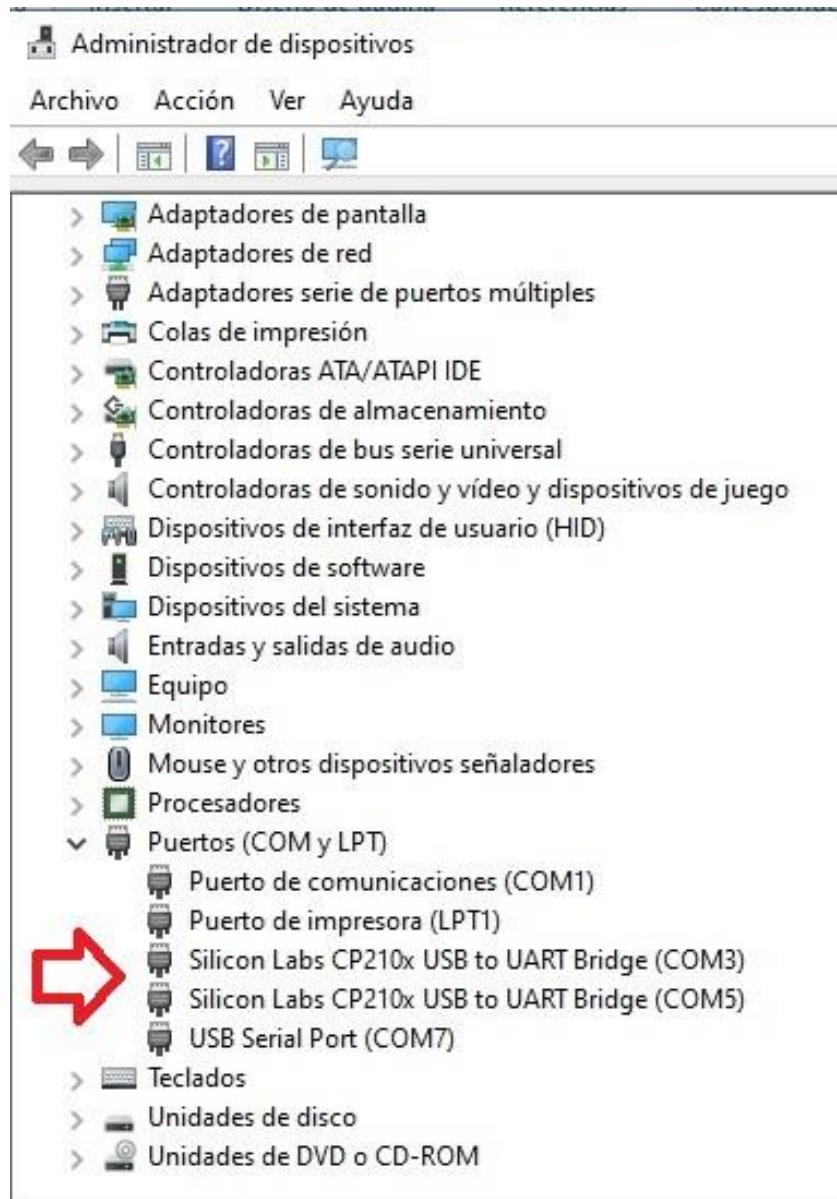 Administrador de dispositivos
Archivo Acción Ver Ayuda
Adaptadores de pantalla
Adaptadores de red
Adaptadores serie de puertos múltiples
Colas de impresión
Controladoras ATA/ATAPI IDE
Controladoras de almacenamiento
Controladoras de bus serie universal
Controladoras de sonido y vídeo y dispositivos de juego
Dispositivos de interfaz de usuario (HID)
Dispositivos de software
Dispositivos del sistema
Entradas y salidas de audio
Equipo
Monitores
Mouse y otros dispositivos señaladores
Procesadores
Puertos (COM y LPT)
Puerto de comunicaciones (COM1)
Puerto de impresora (LPT1)
Silicon Labs CP210x USB to UART Bridge (COM3)
Silicon Labs CP210x USB to UART Bridge (COM5)
USB Serial Port (COM7)
Teclados
Unidades de disco
Unidades de DVD o CD-ROM